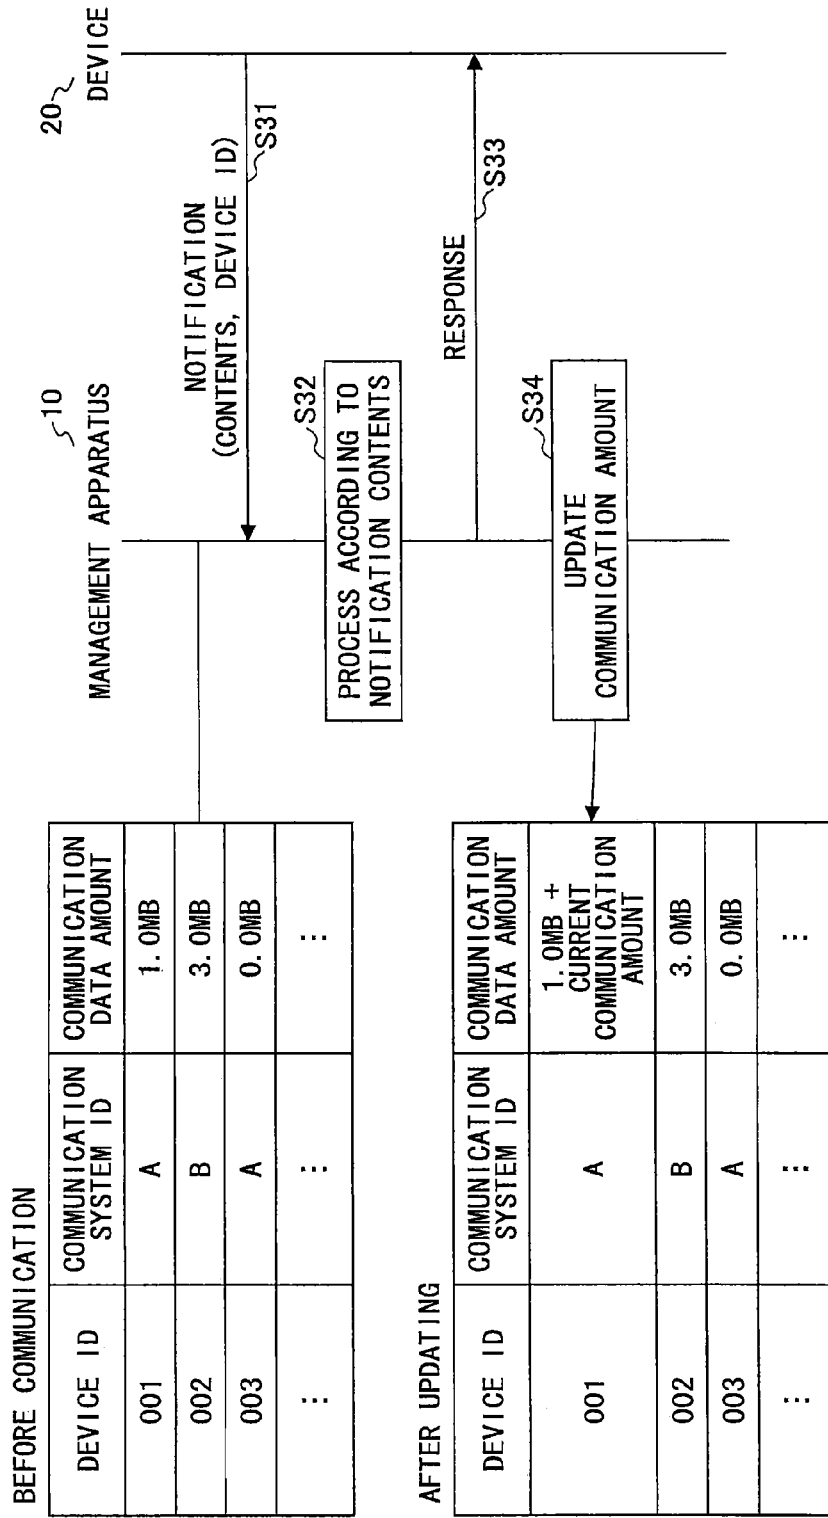 BEFORE COMMUNICATION
DEVICE ID
COMMUNICATION
SYSTEM ID
COMMUNICATION
DATA AMOUNT
001
A
1.0MB
002
B
3.0MB
003
A
0.0MB
...
...
...
AFTER UPDATING
DEVICE ID
COMMUNICATION
SYSTEM ID
COMMUNICATION
DATA AMOUNT
001
A
1.0MB +
CURRENT
COMMUNICATION
AMOUNT
002
B
3.0MB
003
A
0.0MB
...
...
...
10
MANAGEMENT APPARATUS
20
DEVICE
NOTIFICATION
(CONTENTS, DEVICE ID)
S31
S32
PROCESS ACCORDING TO
NOTIFICATION CONTENTS
RESPONSE
S33
S34
UPDATE
COMMUNICATION AMOUNT